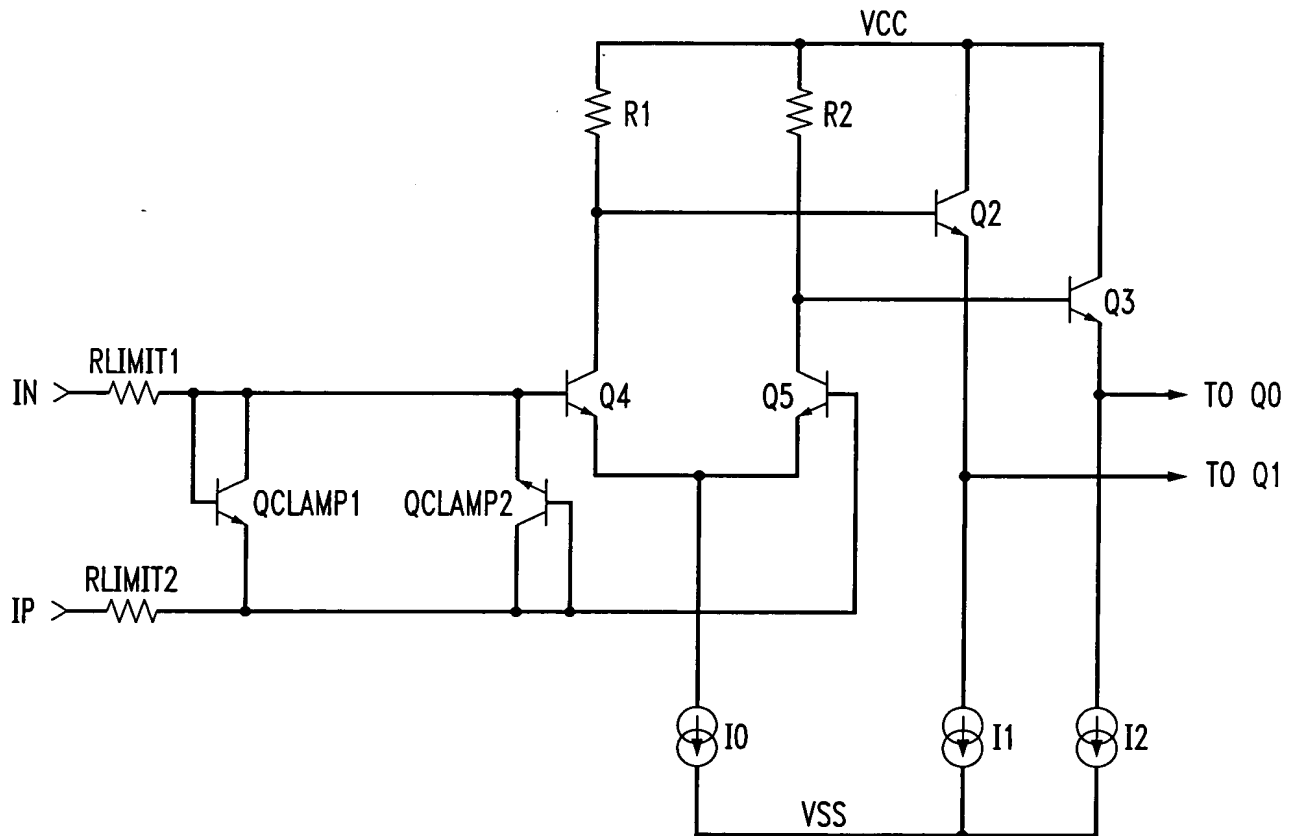 VCC
R1
R2
Q2
Q3
RLIMIT1
IN
Q4
Q5
TO Q0
TO Q1
QCLAMP1
QCLAMP2
RLIMIT2
IP
I0
I1
I2
VSS